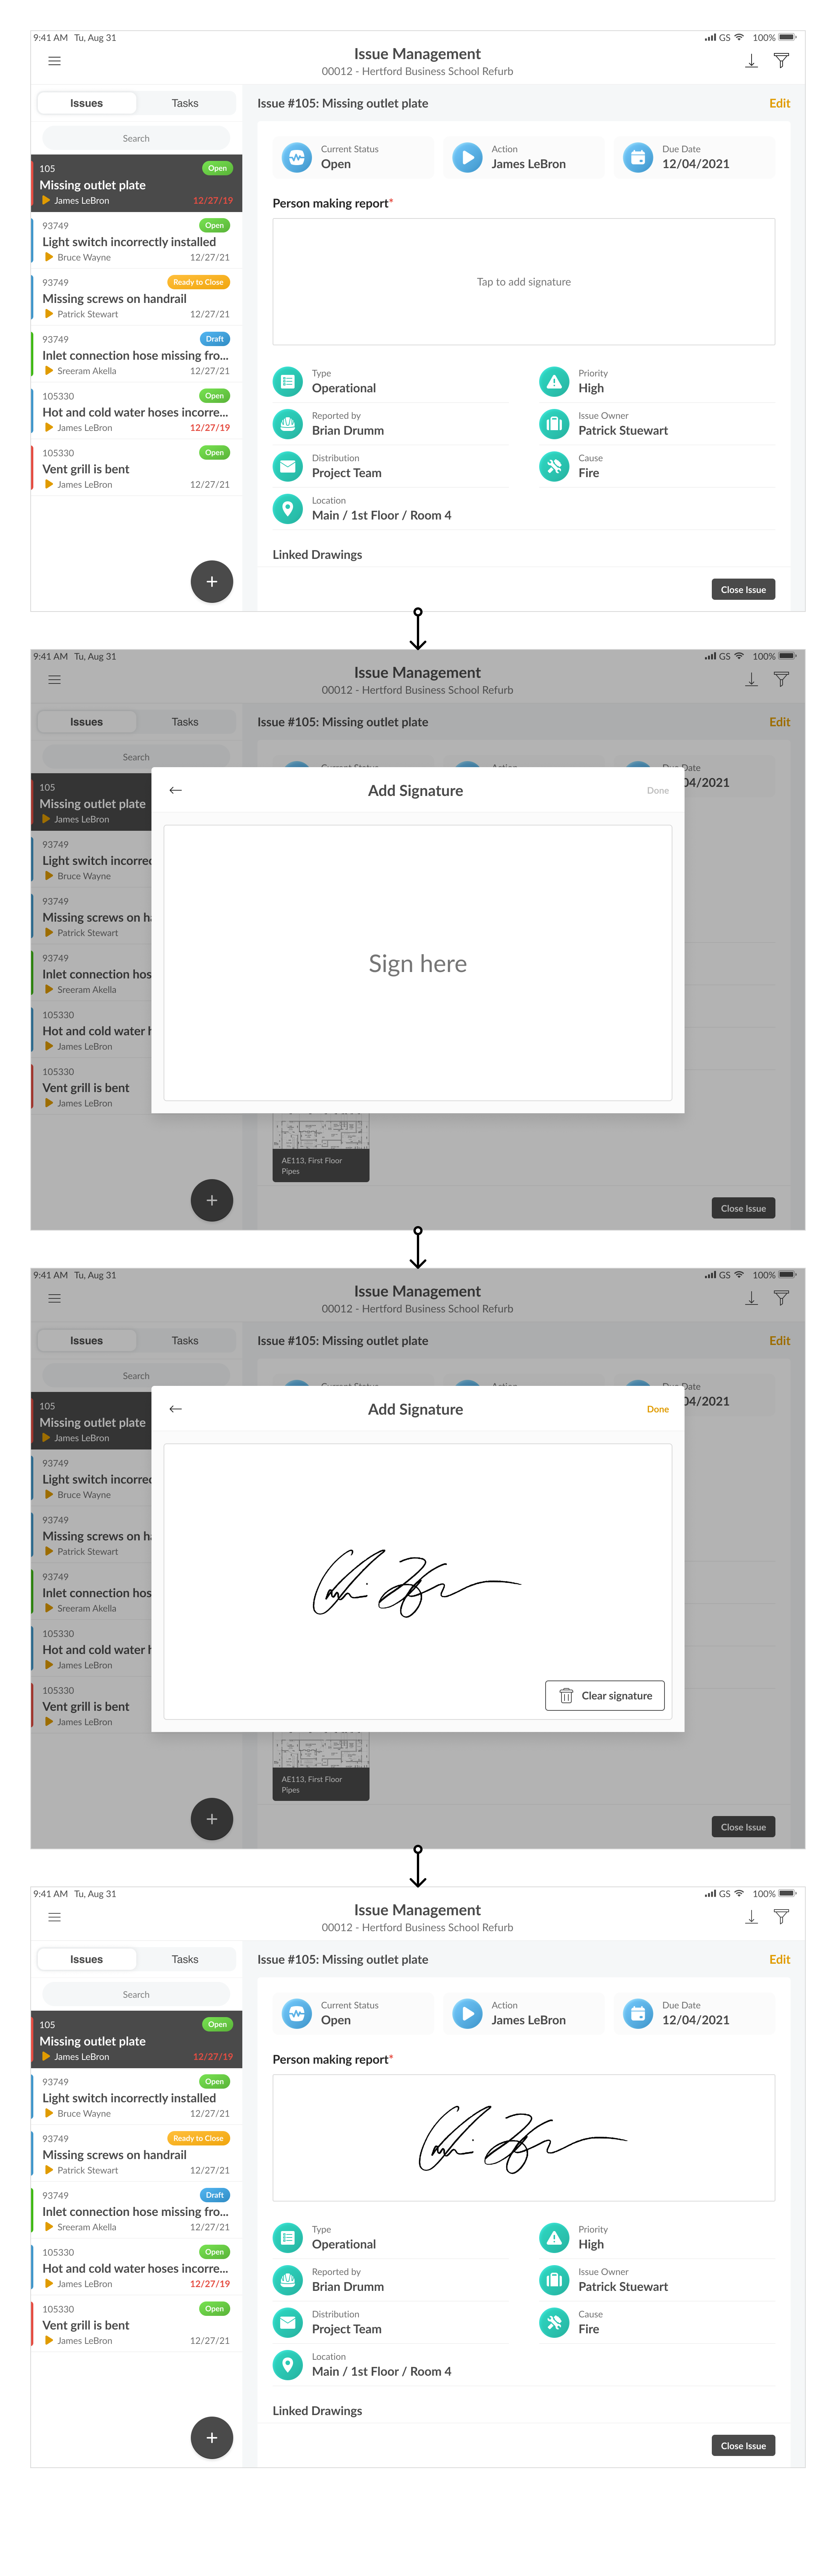 9:41 AM Tu, Aug 31
GS 100%
Issue Management
00012 - Hertford Business School Refurb
Issues Tasks
Search
105 Open
Missing outlet plate
James LeBron 12/27/19
93749 Open
Light switch incorrectly installed
Bruce Wayne 12/27/21
93749 Ready to Close
Missing screws on handrail
Patrick Stewart 12/27/21
93749 Draft
Inlet connection hose missing fro...
Sreeram Akella 12/27/21
105330 Open
Hot and cold water hoses incorre...
James LeBron 12/27/19
105330 Open
Vent grill is bent
James LeBron 12/27/21
+
Issue #105: Missing outlet plate Edit
Current Status
Open
Action
James LeBron
Due Date
12/04/2021
Person making report*
Tap to add signature
Type
Operational
Priority
High
Reported by
Brian Drumm
Issue Owner
Patrick Stuewart
Distribution
Project Team
Cause
Fire
Location
Main / 1st Floor / Room 4
Linked Drawings
Close Issue
9:41 AM Tu, Aug 31
GS 100%
Issue Management
00012 - Hertford Business School Refurb
Issues Tasks
Search
105
Missing outlet plate
James LeBron
93749
Light switch incorrec
Bruce Wayne
93749
Missing screws on ha
Patrick Stewart
93749
Inlet connection hos
Sreeram Akella
105330
Hot and cold water h
James LeBron
105330
Vent grill is bent
James LeBron
+
Issue #105: Missing outlet plate Edit
Date
04/2021
Add Signature Done
Sign here
AE113, First Floor
Pipes
Close Issue
9:41 AM Tu, Aug 31
GS 100%
Issue Management
00012 - Hertford Business School Refurb
Issues Tasks
Search
105
Missing outlet plate
James LeBron
93749
Light switch incorrec
Bruce Wayne
93749
Missing screws on ha
Patrick Stewart
93749
Inlet connection hos
Sreeram Akella
105330
Hot and cold water h
James LeBron
105330
Vent grill is bent
James LeBron
+
Issue #105: Missing outlet plate Edit
Date
04/2021
Add Signature Done
Clear signature
AE113, First Floor
Pipes
Close Issue
9:41 AM Tu, Aug 31
GS 100%
Issue Management
00012 - Hertford Business School Refurb
Issues Tasks
Search
105 Open
Missing outlet plate
James LeBron 12/27/19
93749 Open
Light switch incorrectly installed
Bruce Wayne 12/27/21
93749 Ready to Close
Missing screws on handrail
Patrick Stewart 12/27/21
93749 Draft
Inlet connection hose missing fro...
Sreeram Akella 12/27/21
105330 Open
Hot and cold water hoses incorre...
James LeBron 12/27/19
105330 Open
Vent grill is bent
James LeBron 12/27/21
+
Issue #105: Missing outlet plate Edit
Current Status
Open
Action
James LeBron
Due Date
12/04/2021
Person making report*
Type
Operational
Priority
High
Reported by
Brian Drumm
Issue Owner
Patrick Stuewart
Distribution
Project Team
Cause
Fire
Location
Main / 1st Floor / Room 4
Linked Drawings
Close Issue